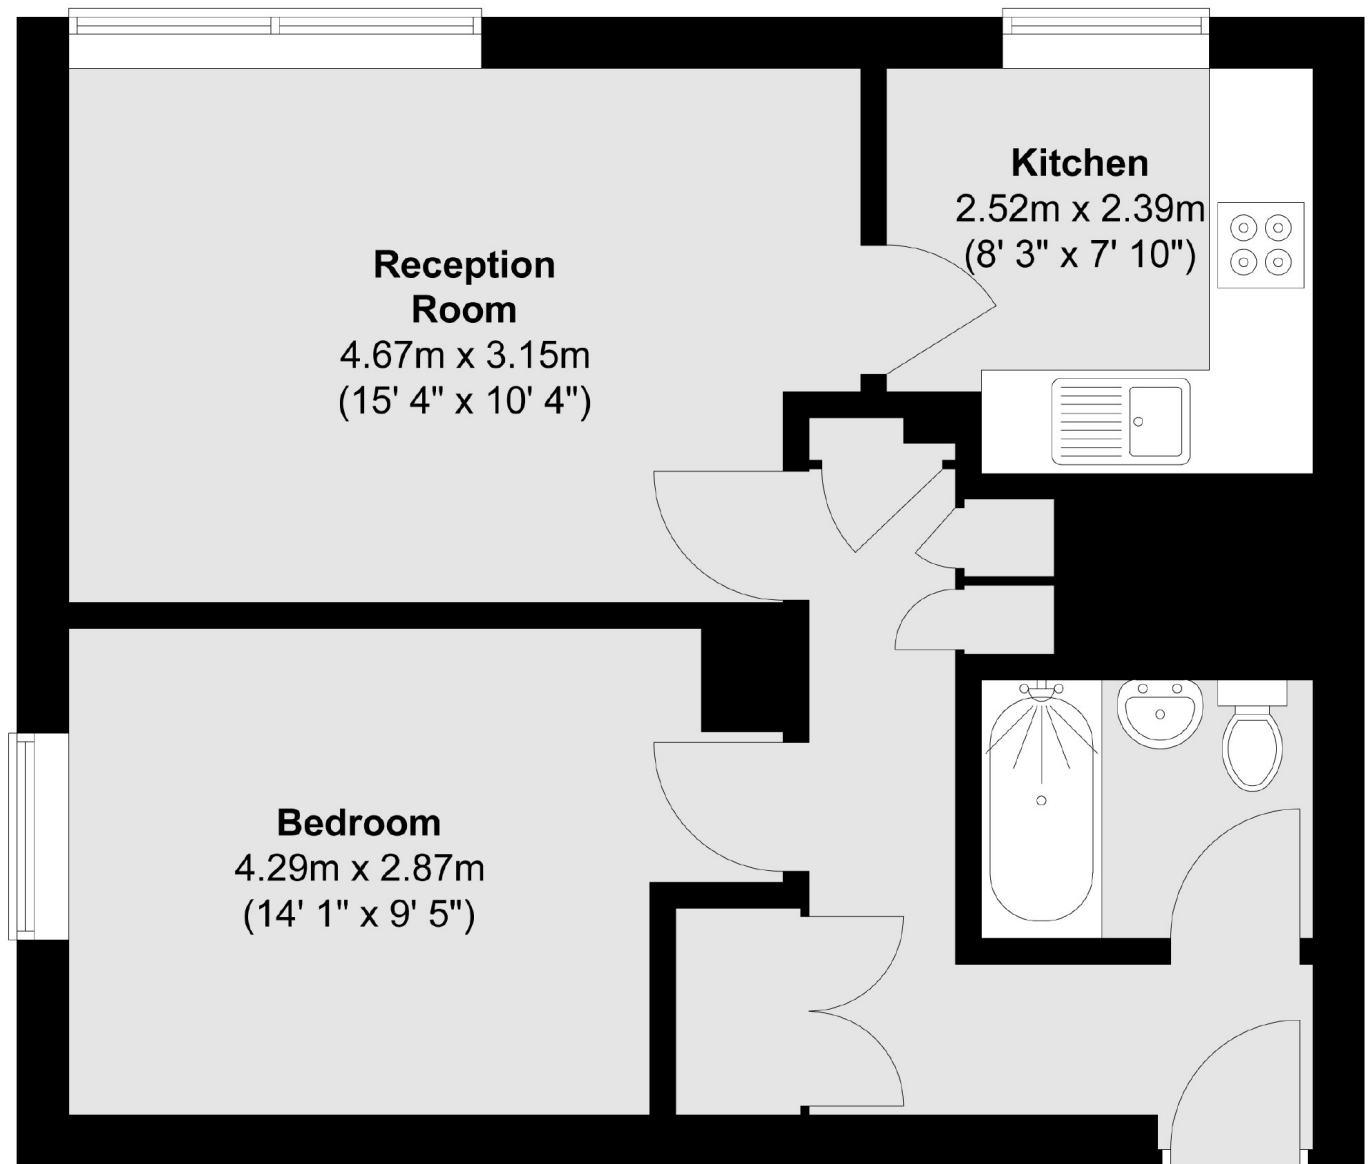 Kitchen
2.52m x 2.39m
(8' 3" x 7' 10")
Reception
Room
4.67m x 3.15m
(15' 4" x 10' 4")
Bedroom
4.29m x 2.87m
(14' 1" x 9' 5")